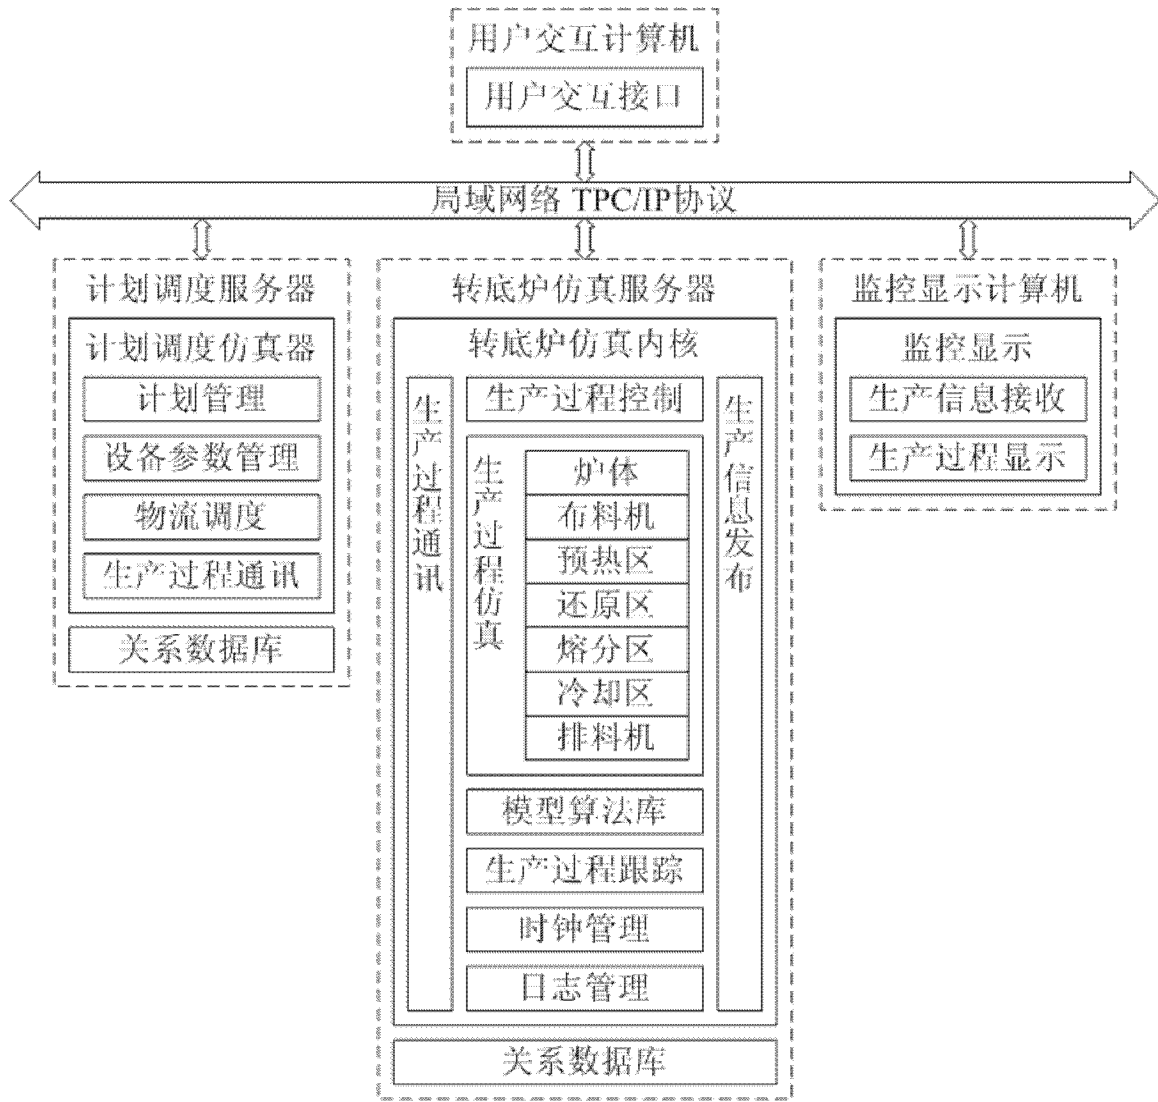 用户交互计算机
用户交互接口
局域网络 TPC/IP协议
计划调度服务器
计划调度仿真器
计划管理
设备参数管理
物流调度
生产过程通讯
关系数据库
转底炉仿真服务器
转底炉仿真内核
生产过程通讯
生产过程控制
生产过程仿真
炉体
布料机
预热区
还原区
熔分区
冷却区
排料机
模型算法库
生产过程跟踪
时钟管理
日志管理
生产信息发布
关系数据库
监控显示计算机
监控显示
生产信息接收
生产过程显示